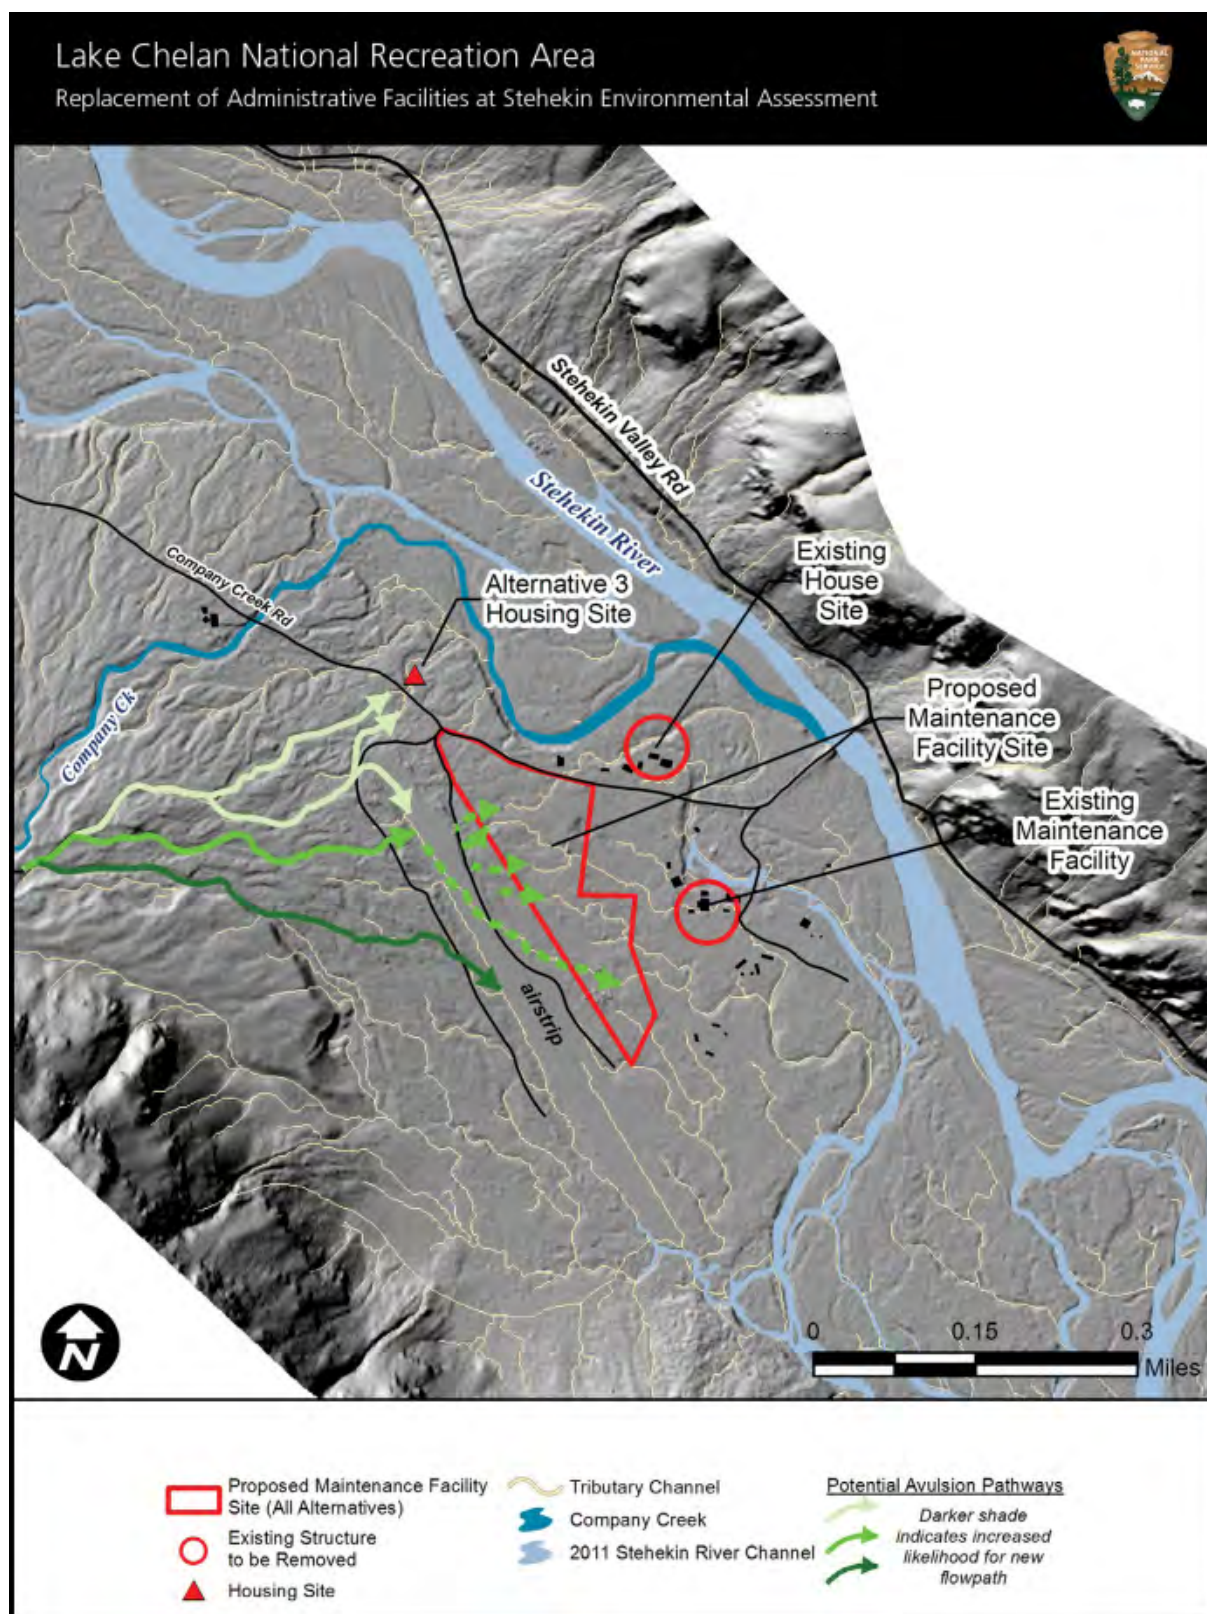 Lake Chelan National Recreation Area
Replacement of Administrative Facilities at Stehekin Environmental Assessment
NATIONAL
PARK
SERVICE
Stehekin Valley Rd
Stehekin River
Existing
House
Site
Company Creek Rd
Alternative 3
Housing Site
Proposed
Maintenance
Facility Site
Company Ck
Existing
Maintenance
Facility
airstrip
N
0 0.15 0.3
Miles
Proposed Maintenance Facility
Site (All Alternatives)
Existing Structure
to be Removed
Housing Site
Tributary Channel
Company Creek
2011 Stehekin River Channel
Potential Avulsion Pathways
Darker shade
indicates increased
likelihood for new
flowpath